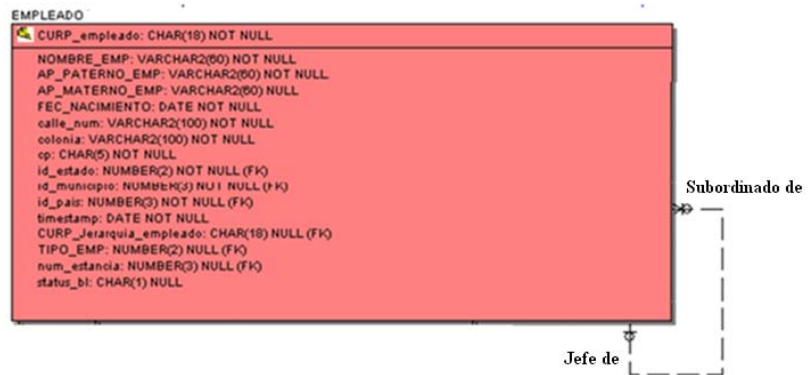 EMPLEADO
CURP_empleado: CHAR(18) NOT NULL
NOMBRE_EMP: VARCHAR2(60) NOT NULL
AP_PATERNO_EMP: VARCHAR2(60) NOT NULL
AP_MATERNO_EMP: VARCHAR2(60) NULL
FEC_NACIMIENTO: DATE NOT NULL
calle_num: VARCHAR2(100) NOT NULL
colonia: VARCHAR2(100) NOT NULL
cp: CHAR(5) NOT NULL
id_estado: NUMBER(2) NOT NULL (FK)
id_municipio: NUMBER(3) NOT NULL (FK)
id_pais: NUMBER(3) NOT NULL (FK)
timestamp: DATE NOT NULL
CURP_Jerarquia_empleado: CHAR(18) NULL (FK)
TIPO_EMP: NUMBER(2) NULL (FK)
num_estancia: NUMBER(3) NULL (FK)
status_bl: CHAR(1) NULL
Subordinado de
Jefe de